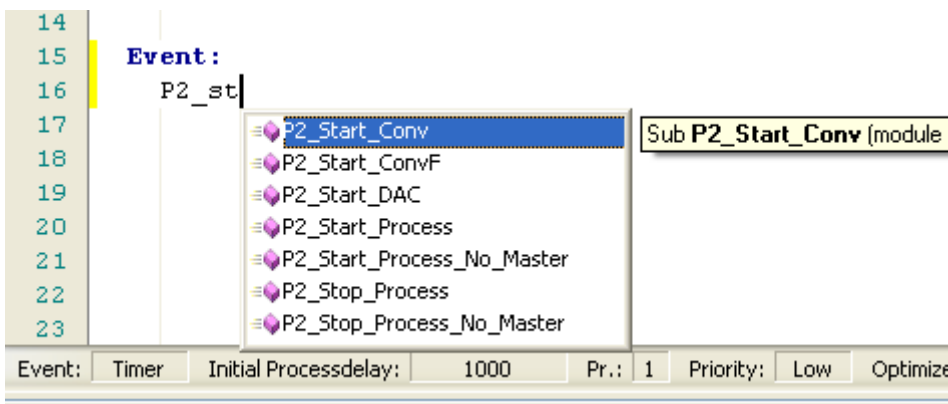 14
15 Event:
16 P2_st
17 P2_Start_Conv Sub P2_Start_Conv (module
18 P2_Start_ConvF
19 P2_Start_DAC
20 P2_Start_Process
21 P2_Start_Process_No_Master
22 P2_Stop_Process
23 P2_Stop_Process_No_Master
Event: Timer Initial Processdelay: 1000 Pr.: 1 Priority: Low Optimize